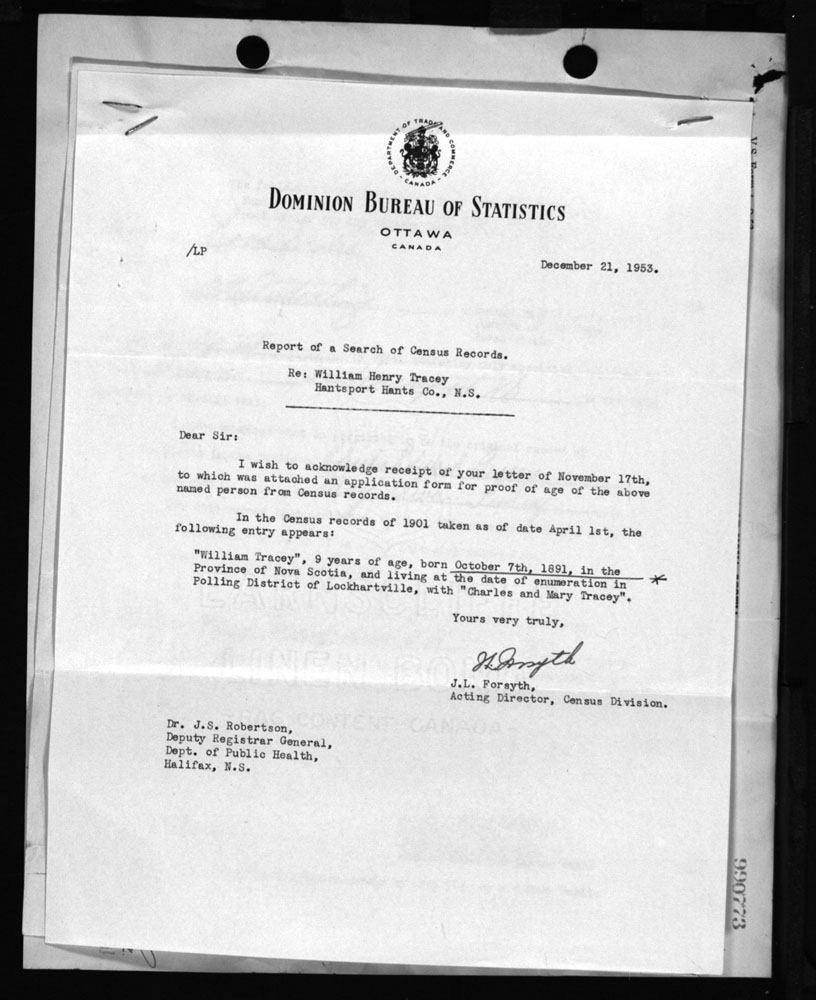 DEPARTMENT OF TRADE AND COMMERCE
- CANADA -
DOMINION BUREAU OF STATISTICS
OTTAWA
CANADA
/LP
December 21, 1953.
Report of a Search of Census Records.
Re: William Henry Tracey
Hantsport Hants Co., N.S.
Dear Sir:
I wish to acknowledge receipt of your letter of November 17th,
to which was attached an application form for proof of age of the above
named person from Census records.
In the Census records of 1901 taken as of date April 1st, the
following entry appears:
"William Tracey", 9 years of age, born October 7th, 1891, in the
Province of Nova Scotia, and living at the date of enumeration in *
Polling District of Lockhartville, with "Charles and Mary Tracey".
Yours very truly,
J.L. Forsyth,
Acting Director, Census Division.
Dr. J.S. Robertson,
Deputy Registrar General,
Dept. of Public Health,
Halifax, N.S.
CONTENT CANADA